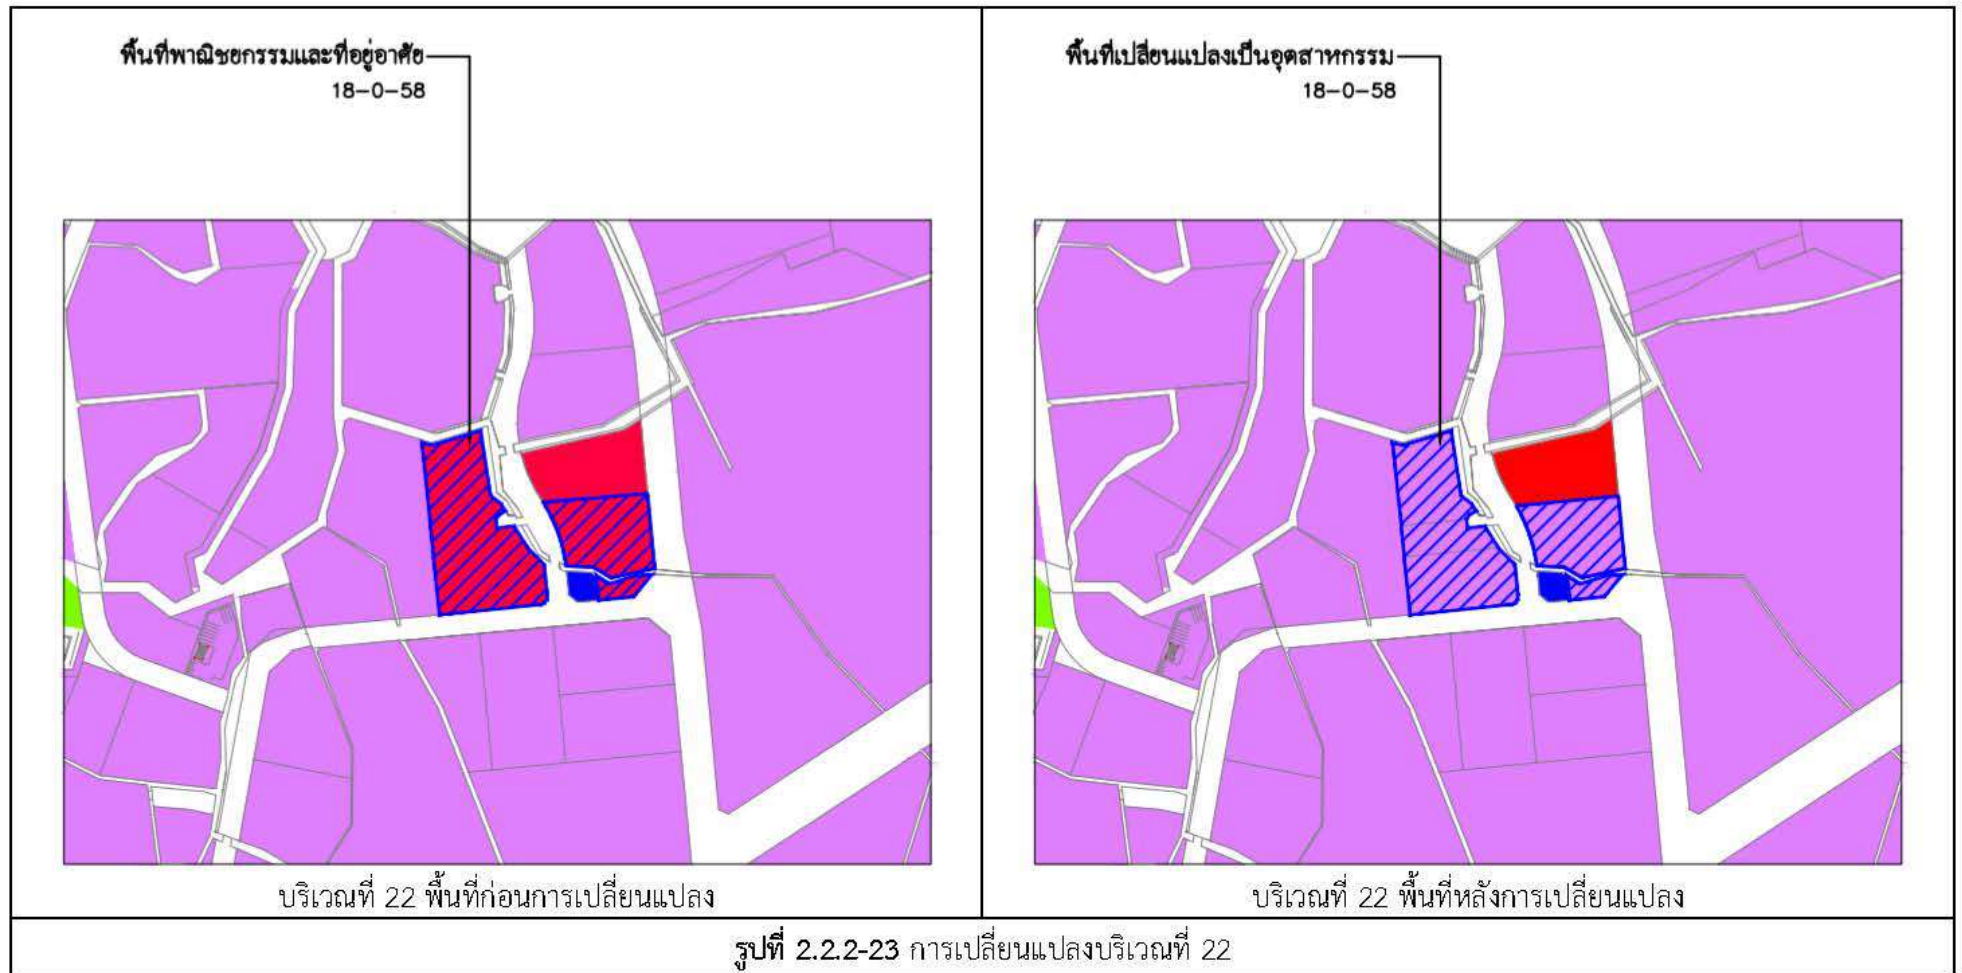 พื้นที่พาณิชยกรรมและที่อยู่อาศัย
18-0-58
พื้นที่เปลี่ยนแปลงเป็นอุตสาหกรรม
18-0-58
บริเวณที่ 22 พื้นที่ก่อนการเปลี่ยนแปลง
บริเวณที่ 22 พื้นที่หลังการเปลี่ยนแปลง
รูปที่ 2.2.2-23 การเปลี่ยนแปลงบริเวณที่ 22